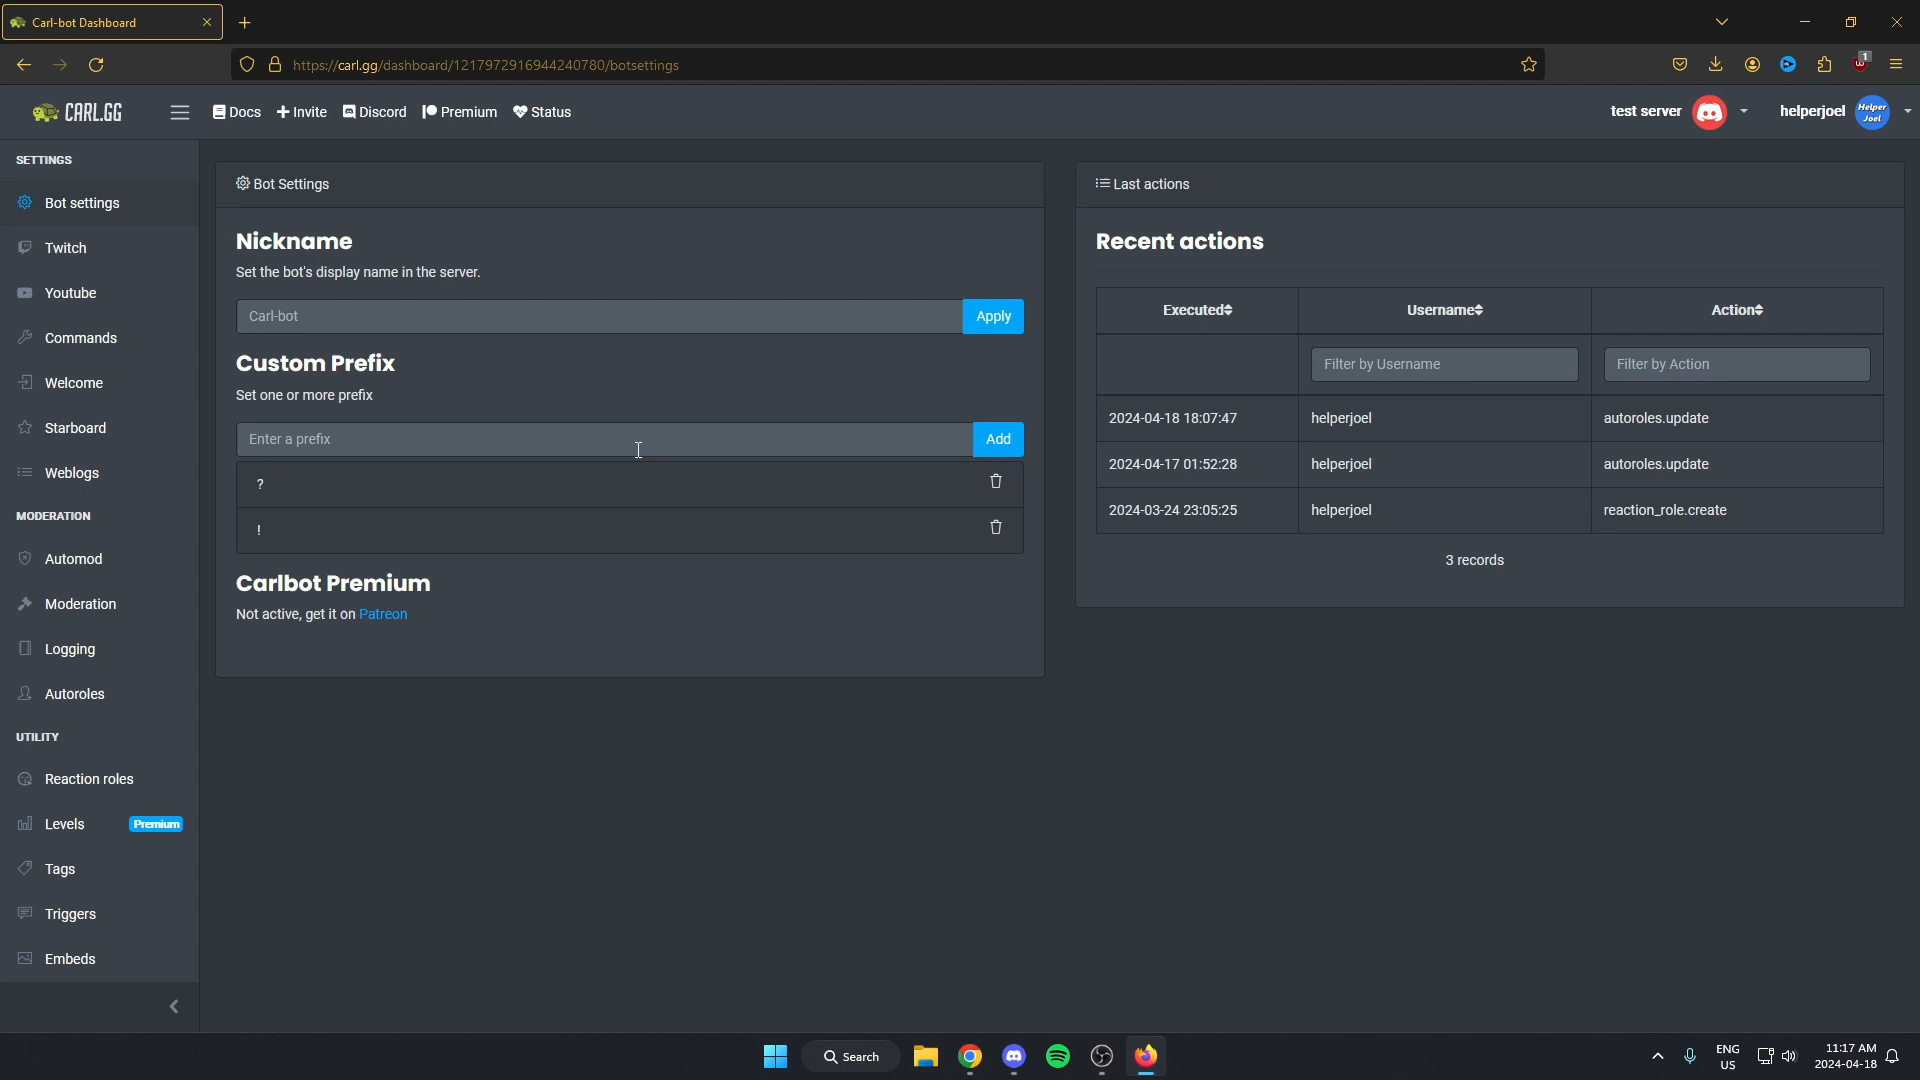 Carl-bot Dashboard
https://carl.gg/dashboard/1217972916944240780/botsettings
1
CARL.GG
Docs
Invite
Discord
Premium
Status
test server
helperjoel
Helper
Joel
SETTINGS
Bot settings
Twitch
Youtube
Commands
Welcome
Starboard
Weblogs
MODERATION
Automod
Moderation
Logging
Autoroles
UTILITY
Reaction roles
Levels Premium
Tags
Triggers
Embeds
Bot Settings
Nickname
Set the bot's display name in the server.
Carl-bot Apply
Custom Prefix
Set one or more prefix
Enter a prefix Add
?
!
Carlbot Premium
Not active, get it on Patreon
Last actions
Recent actions
Executed Username Action
Filter by Username Filter by Action
2024-04-18 18:07:47 helperjoel autoroles.update
2024-04-17 01:52:28 helperjoel autoroles.update
2024-03-24 23:05:25 helperjoel reaction_role.create
3 records
Search
ENG
US
11:17 AM
2024-04-18